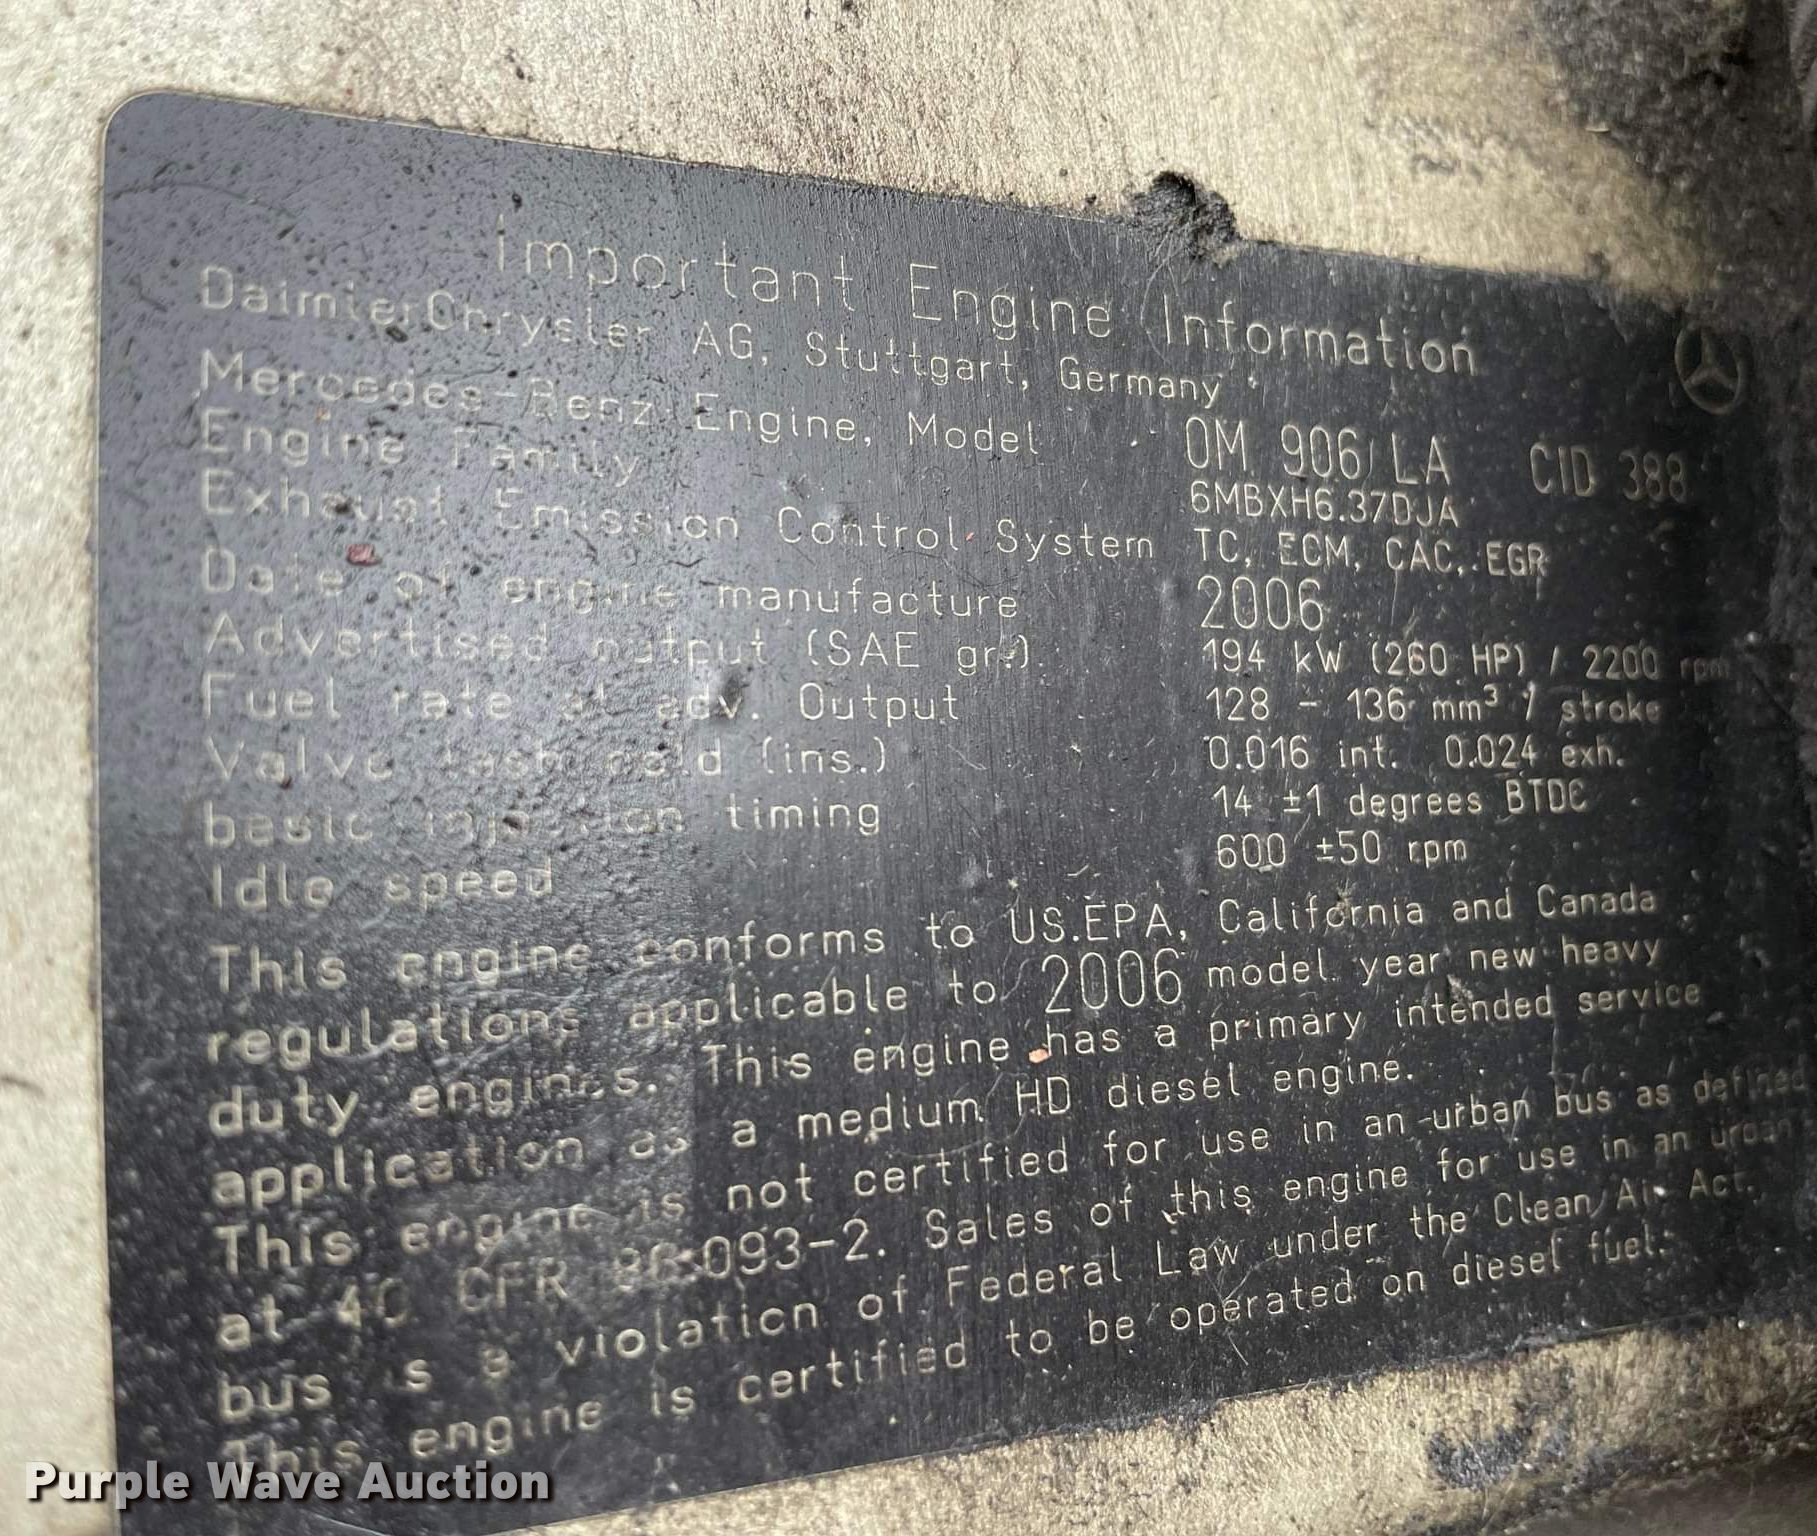 Important Engine Information
DaimlerChrysler AG, Stuttgart, Germany
Mercedes-Benz Engine, Model OM 906 LA CID 388
Engine Family 6MBXH6.37DJA
Exhaust Emission Control System TC, ECM, CAC, EGR
Date of engine manufacture 2006
Advertised output (SAE gr.) 194 kW (260 HP) / 2200 rpm
Fuel rate at adv. Output 128 - 136 mm³ / stroke
Valve lash cold (ins.) 0.016 int. 0.024 exh.
basic injection timing 14 ±1 degrees BTDC
Idle speed 600 ±50 rpm
This engine conforms to US.EPA, California and Canada
regulations applicable to 2006 model year new heavy
duty engines. This engine has a primary intended service
application as a medium HD diesel engine.
This engine is not certified for use in an urban bus as defined
at 40 CFR 86.093-2. Sales of this engine for use in an urban
bus is a violation of Federal Law under the Clean Air Act.
This engine is certified to be operated on diesel fuel.
Purple Wave Auction